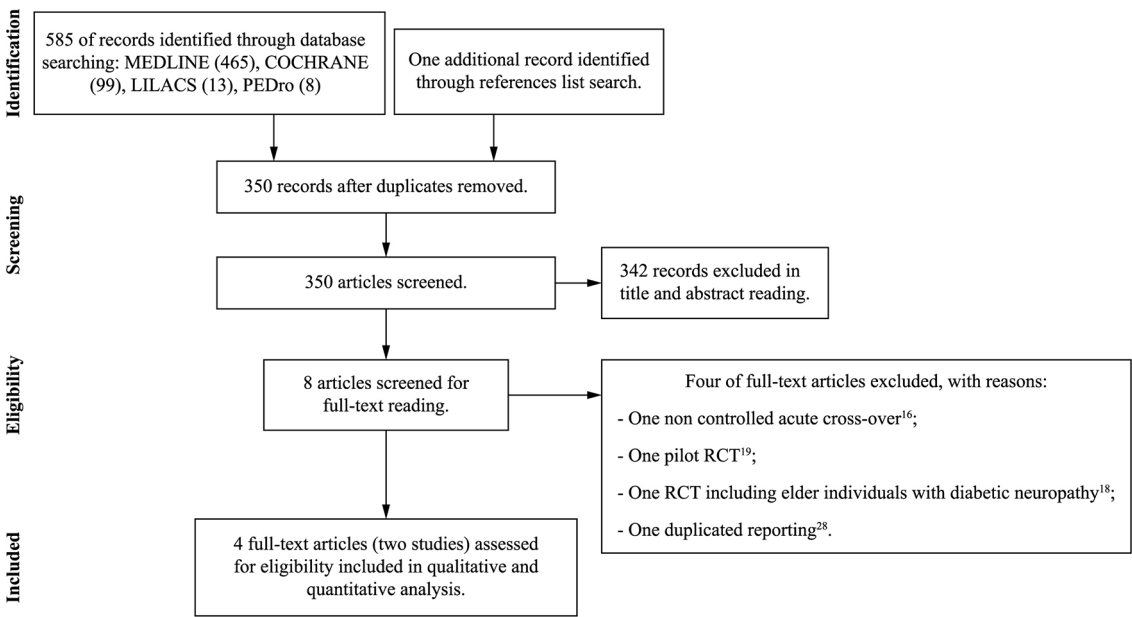 Identification
585 of records identified through database
searching: MEDLINE (465), COCHRANE
(99), LILACS (13), PEDro (8)
One additional record identified
through references list search.
350 records after duplicates removed.
Screening
350 articles screened.
342 records excluded in
title and abstract reading.
Eligibility
8 articles screened for
full-text reading.
Four of full-text articles excluded, with reasons:
- One non controlled acute cross-over¹⁶;
- One pilot RCT¹⁹;
- One RCT including elder individuals with diabetic neuropathy¹⁸;
- One duplicated reporting²⁸.
Included
4 full-text articles (two studies) assessed
for eligibility included in qualitative and
quantitative analysis.